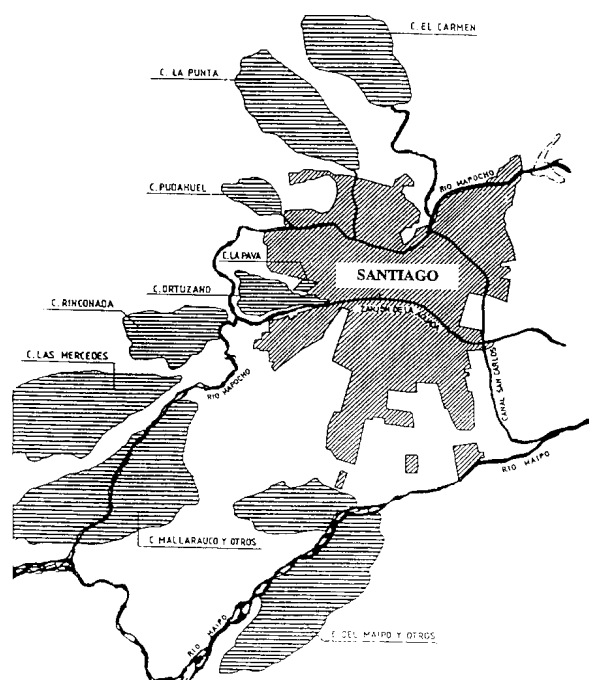 C. EL CARMEN
C. LA PUNTA
RIO MAPOCHO
C. PUDAHUEL
C. LA PAVA
SANTIAGO
C. ORTUZANO
C. RINCONADA
ZANJON DE LA AGUADA
C. LAS MERCEDES
CANAL SAN CARLOS
RIO MAPOCHO
RIO MAIPO
C. MALLARAUCO Y OTROS
RIO MAIPO
C. DEL MAIPO Y OTROS